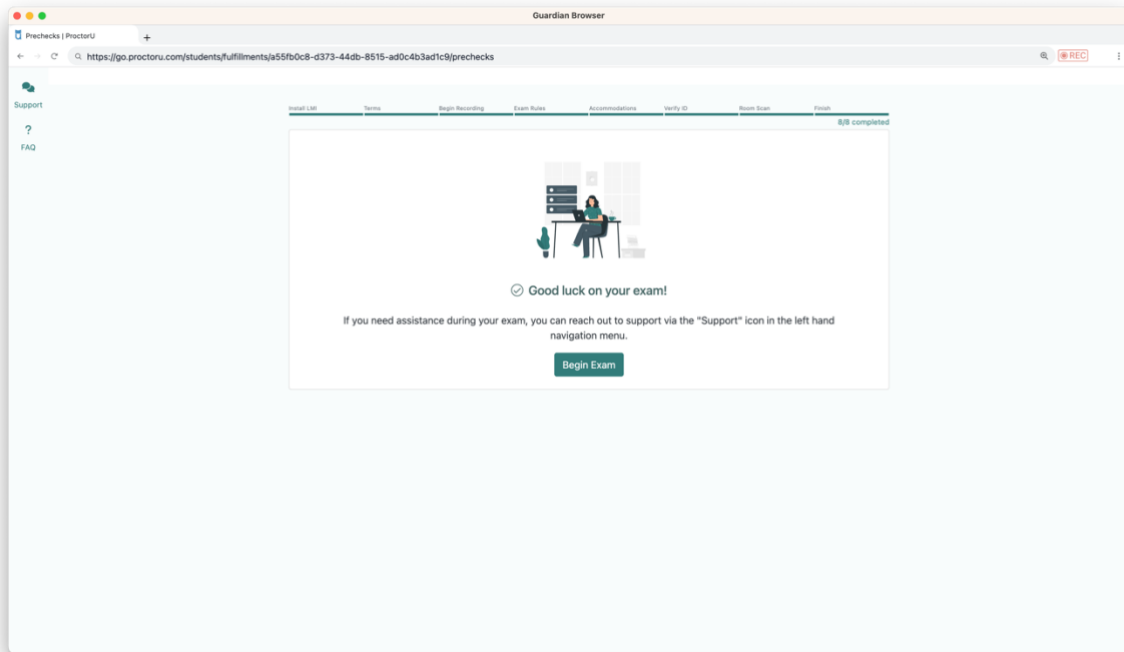 Guardian Browser
Prechecks | ProctorU
https://go.proctoru.com/students/fulfillments/a55fb0c8-d373-44db-8515-ad0c4b3ad1c9/prechecks
REC
Support
?
FAQ
Install LMI Terms Begin Recording Exam Rules Accommodations Verify ID Room Scan Finish
8/8 completed
Good luck on your exam!
If you need assistance during your exam, you can reach out to support via the "Support" icon in the left hand
navigation menu.
Begin Exam